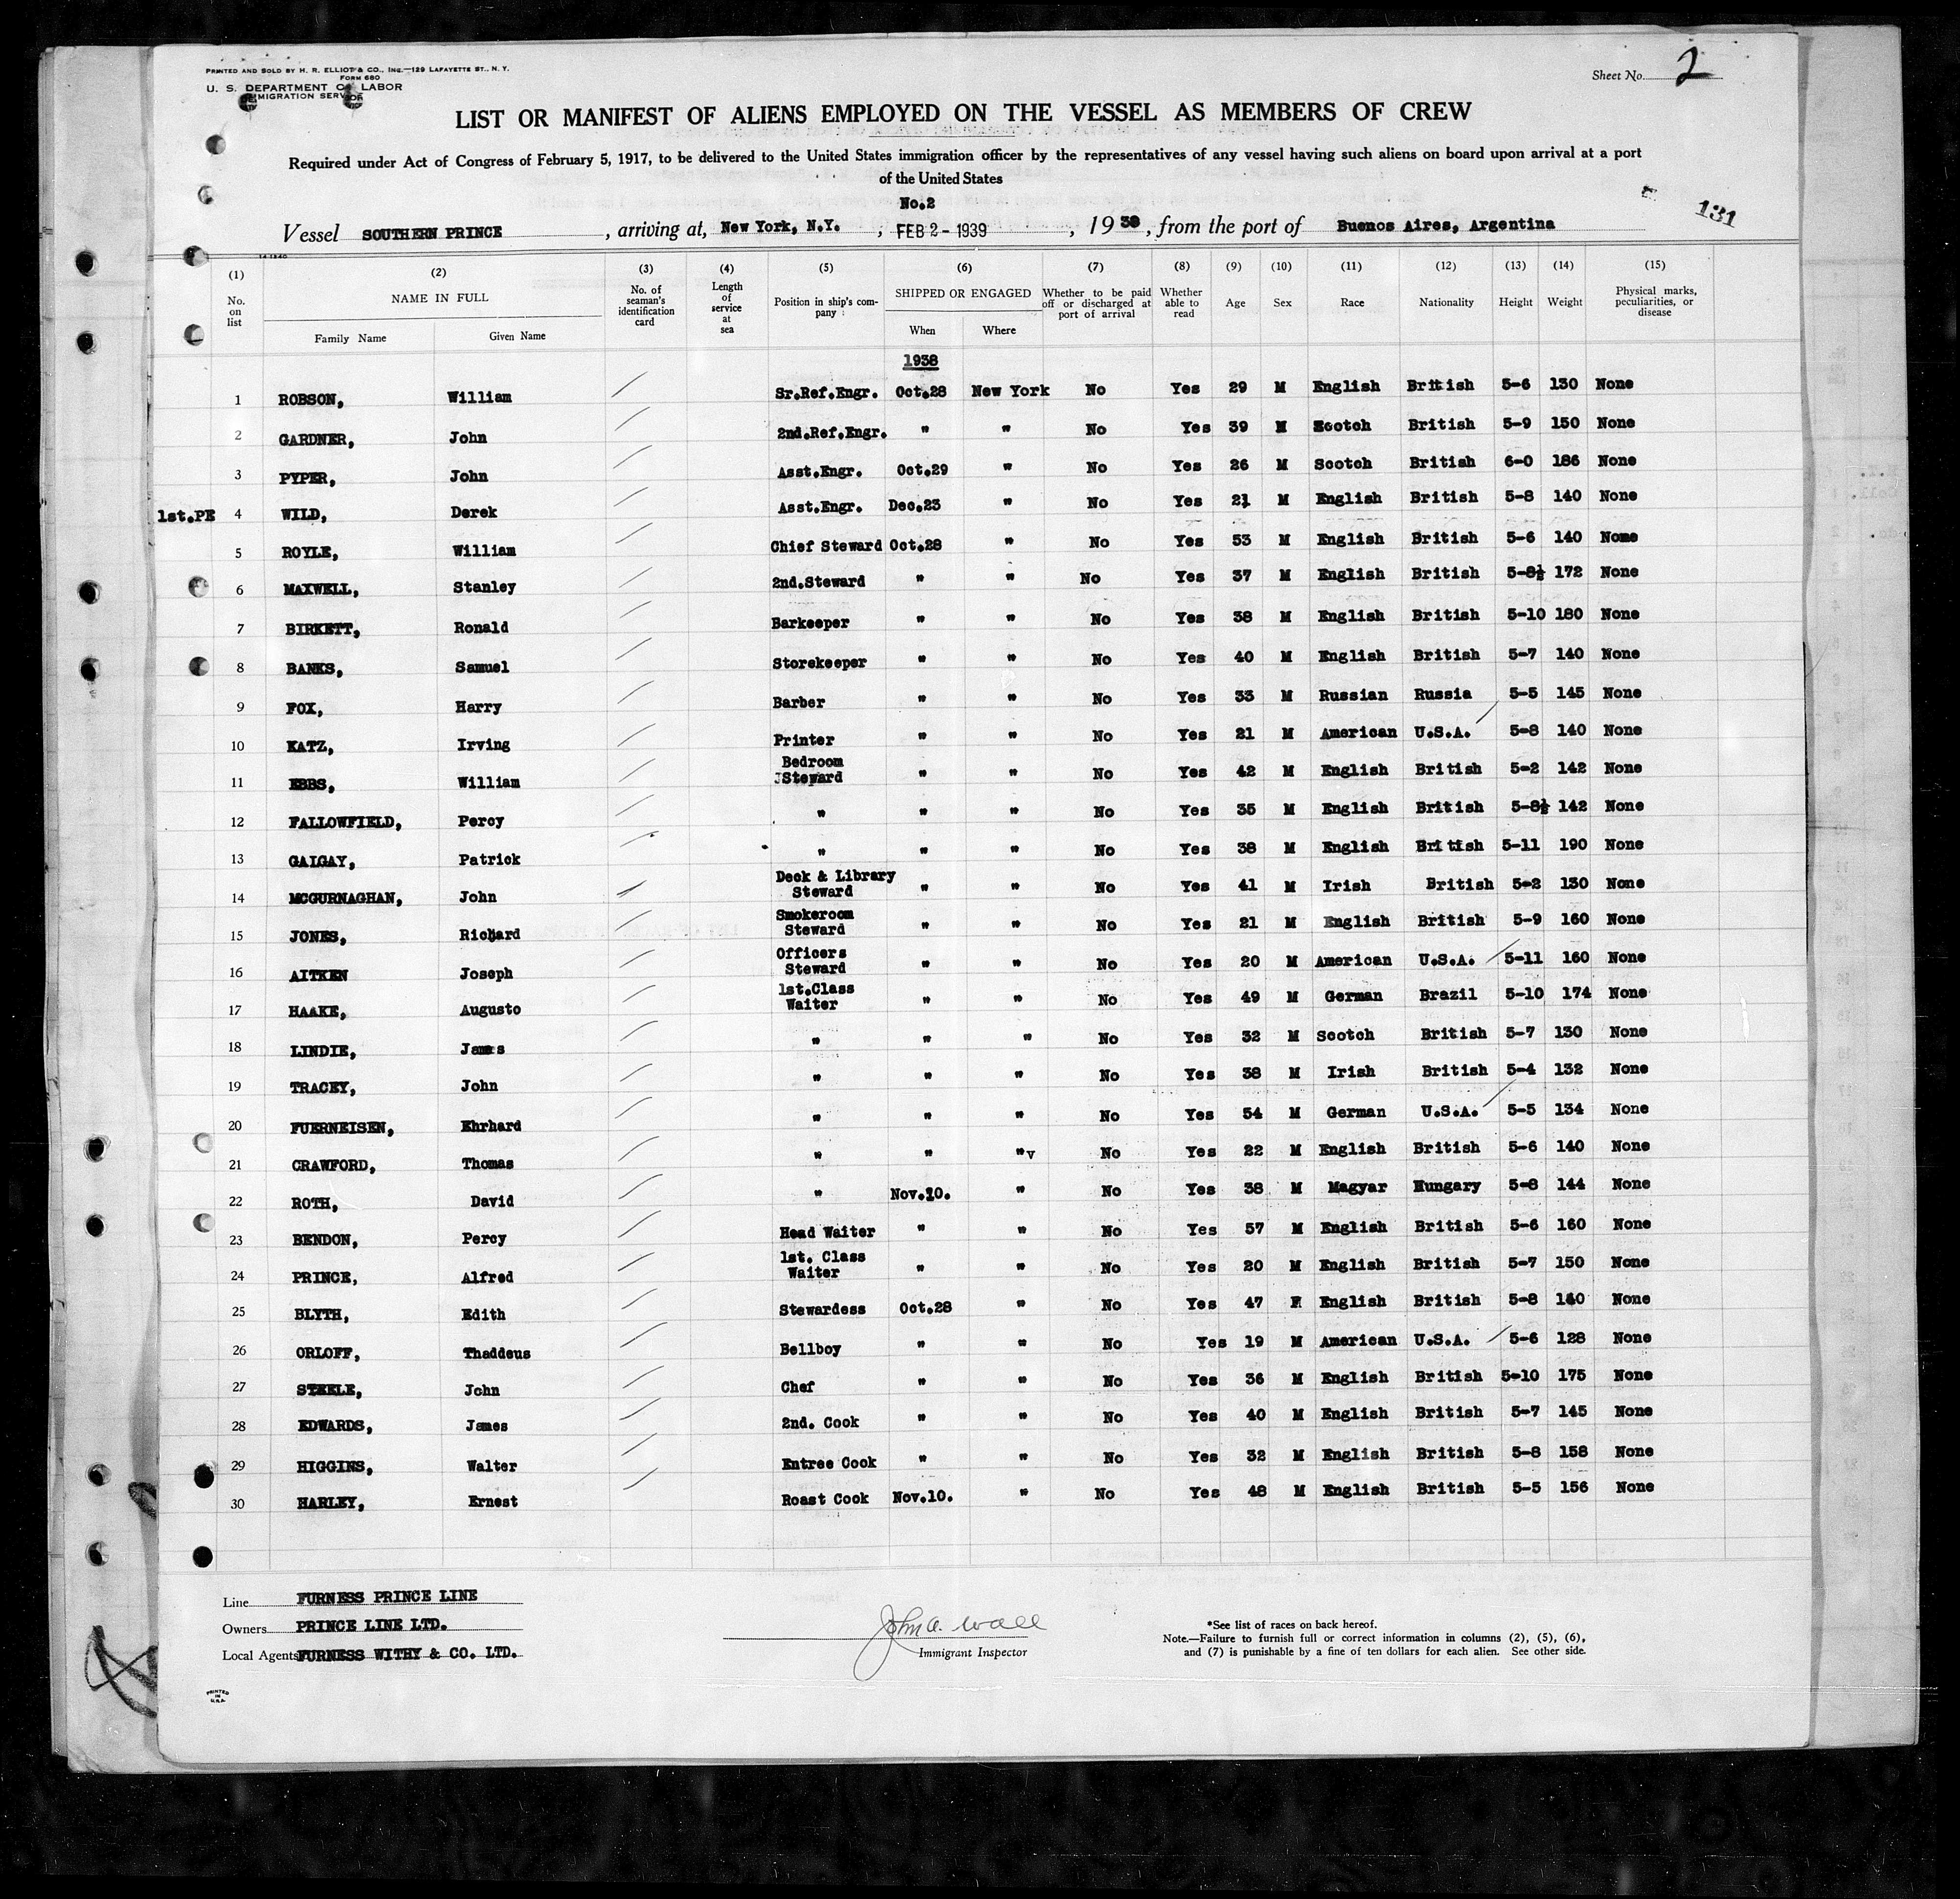 PRINTED AND SOLD BY H. R. ELLIOT & CO., INC.—129 LAFAYETTE ST., N. Y.
FORM 680
U. S. DEPARTMENT OF LABOR
IMMIGRATION SERVICE
Sheet No. 2
LIST OR MANIFEST OF ALIENS EMPLOYED ON THE VESSEL AS MEMBERS OF CREW
Required under Act of Congress of February 5, 1917, to be delivered to the United States immigration officer by the representatives of any vessel having such aliens on board upon arrival at a port
of the United States
No.2
131
Vessel SOUTHERN PRINCE, arriving at, New York, N.Y., FEB 2 - 1939, 1938, from the port of Buenos Aires, Argentina
(1) (2) (3) (4) (5) (6) (7) (8) (9) (10) (11) (12) (13) (14) (15)
No. on list NAME IN FULL Family Name Given Name No. of seaman's identification card Length of service at sea Position in ship's company SHIPPED OR ENGAGED When Where Whether to be paid off or discharged at port of arrival Whether able to read Age Sex Race Nationality Height Weight Physical marks, peculiarities, or disease
1938
1 ROBSON, William Sr.Ref.Engr. Oct.28 New York No Yes 29 M English British 5-6 130 None
2 GARDNER, John 2nd.Ref.Engr. " " No Yes 39 M Scotch British 5-9 150 None
3 PYPER, John Asst.Engr. Oct.29 " No Yes 26 M Scotch British 6-0 186 None
1st.PE 4 WILD, Derek Asst.Engr. Dec.23 " No Yes 21 M English British 5-8 140 None
5 ROYLE, William Chief Steward Oct.28 " No Yes 53 M English British 5-6 140 None
6 MAXWELL, Stanley 2nd.Steward " " No Yes 37 M English British 5-8½ 172 None
7 BIRKETT, Ronald Barkeeper " " No Yes 38 M English British 5-10 180 None
8 BANKS, Samuel Storekeeper " " No Yes 40 M English British 5-7 140 None
9 FOX, Harry Barber " " No Yes 33 M Russian Russia 5-5 145 None
10 KATZ, Irving Printer " " No Yes 21 M American U.S.A. 5-8 140 None
11 EBBS, William Bedroom Steward " " No Yes 42 M English British 5-2 142 None
12 FALLOWFIELD, Percy " " " No Yes 35 M English British 5-8½ 142 None
13 GALGAY, Patrick " " " No Yes 38 M English British 5-11 190 None
14 MCGURNAGHAN, John Deck & Library Steward " " No Yes 41 M Irish British 5-2 130 None
15 JONES, Richard Smokeroom Steward " " No Yes 21 M English British 5-9 160 None
16 AITKEN Joseph Officers Steward " " No Yes 20 M American U.S.A. 5-11 160 None
17 HAAKE, Augusto 1st.Class Waiter " " No Yes 49 M German Brazil 5-10 174 None
18 LINDIE, James " " " No Yes 32 M Scotch British 5-7 130 None
19 TRACEY, John " " " No Yes 38 M Irish British 5-4 132 None
20 FUERNEISEN, Ehrhard " " " No Yes 54 M German U.S.A. 5-5 134 None
21 CRAWFORD, Thomas " " "v No Yes 22 M English British 5-6 140 None
22 ROTH, David " Nov.10. " No Yes 38 M Magyar Hungary 5-8 144 None
23 BENDON, Percy Head Waiter " " No Yes 57 M English British 5-6 160 None
24 PRINCE, Alfred 1st. Class Waiter " " No Yes 20 M English British 5-7 150 None
25 BLYTH, Edith Stewardess Oct.28 " No Yes 47 F English British 5-8 140 None
26 ORLOFF, Thaddeus Bellboy " " No Yes 19 M American U.S.A. 5-6 128 None
27 STEELE, John Chef " " No Yes 36 M English British 5-10 175 None
28 EDWARDS, James 2nd. Cook " " No Yes 40 M English British 5-7 145 None
29 HIGGINS, Walter Entree Cook " " No Yes 32 M English British 5-8 158 None
30 HARLEY, Ernest Roast Cook Nov.10. " No Yes 48 M English British 5-5 156 None
Line FURNESS PRINCE LINE
Owners PRINCE LINE LTD.
Local Agents FURNESS WITHY & CO. LTD.
John A. Wall
Immigrant Inspector
*See list of races on back hereof.
Note.—Failure to furnish full or correct information in columns (2), (5), (6),
and (7) is punishable by a fine of ten dollars for each alien. See other side.
PRINTED
IN
U.S.A.